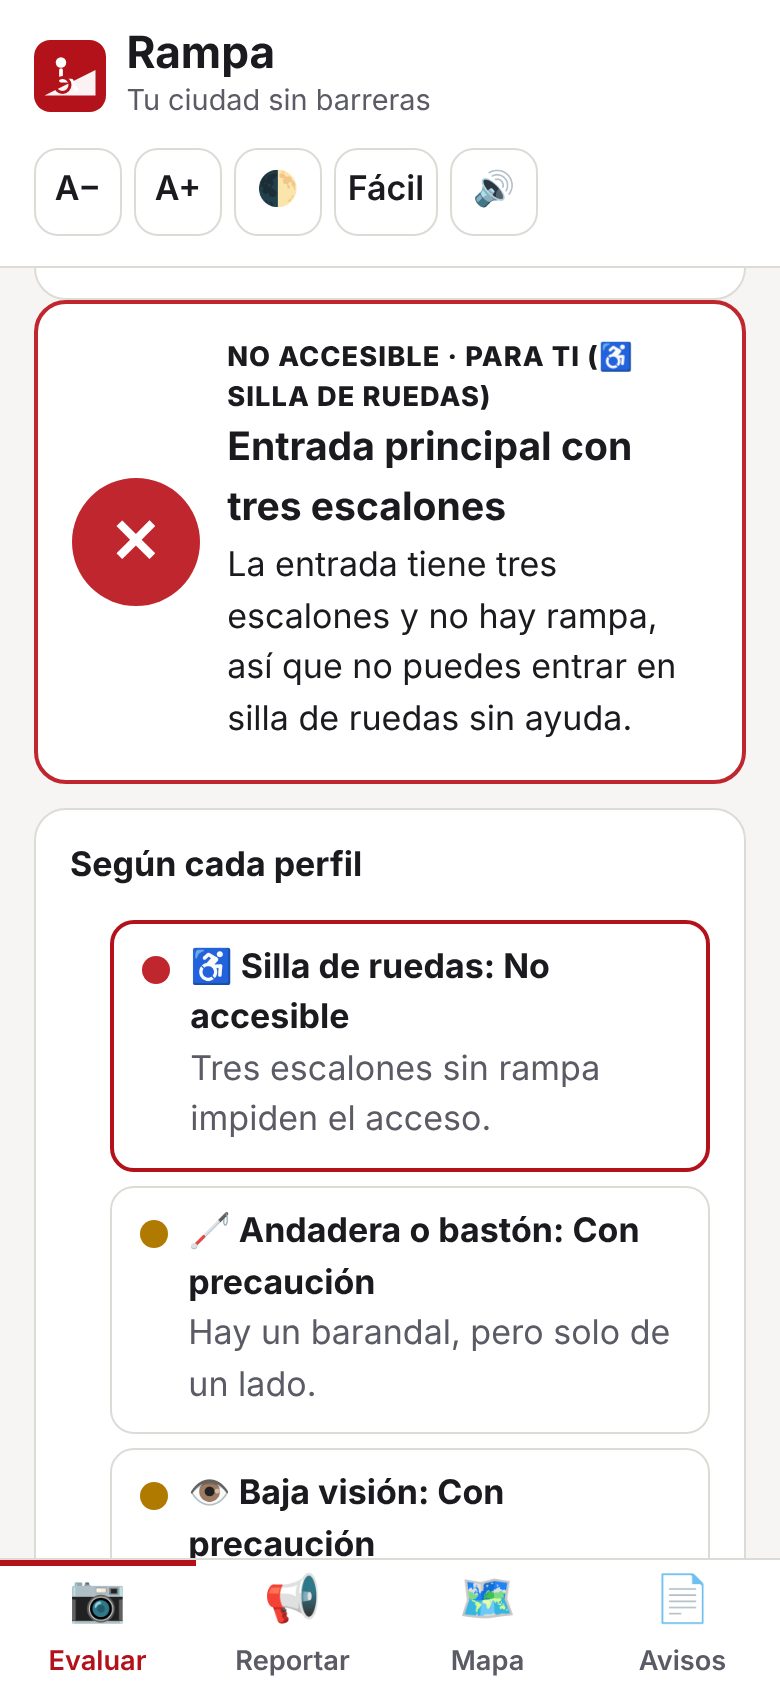 Rampa
Tu ciudad sin barreras
A−
A+
Fácil
NO ACCESIBLE · PARA TI (♿
SILLA DE RUEDAS)
Entrada principal con
tres escalones
La entrada tiene tres
escalones y no hay rampa,
así que no puedes entrar en
silla de ruedas sin ayuda.
Según cada perfil
♿ Silla de ruedas: No
accesible
Tres escalones sin rampa
impiden el acceso.
Andadera o bastón: Con
precaución
Hay un barandal, pero solo de
un lado.
Baja visión: Con
precaución
Evaluar
Reportar
Mapa
Avisos